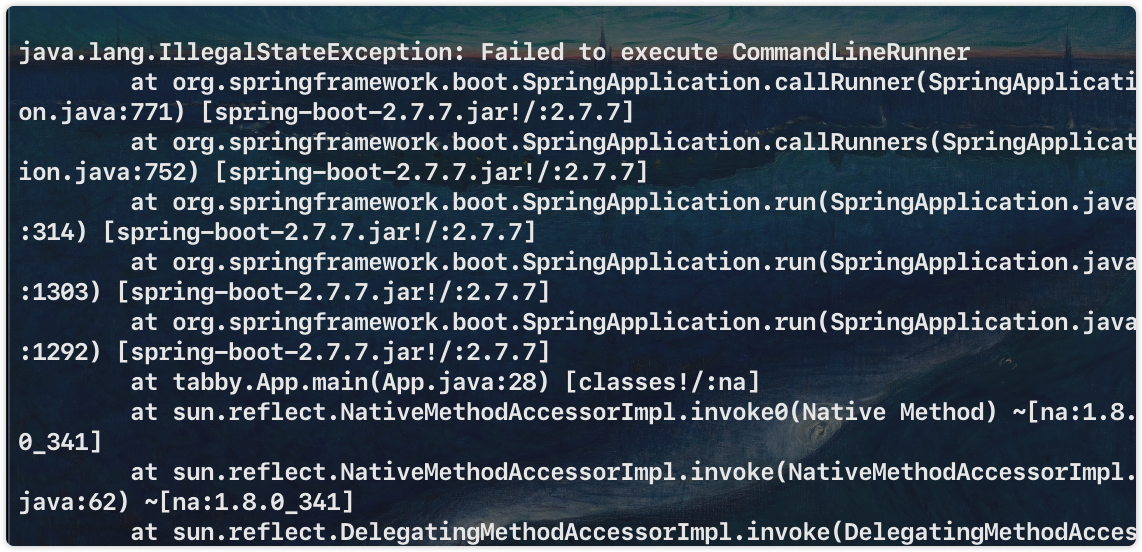 java.lang.IllegalStateException: Failed to execute CommandLineRunner
        at org.springframework.boot.SpringApplication.callRunner(SpringApplicati
on.java:771) [spring-boot-2.7.7.jar!/:2.7.7]
        at org.springframework.boot.SpringApplication.callRunners(SpringApplicat
ion.java:752) [spring-boot-2.7.7.jar!/:2.7.7]
        at org.springframework.boot.SpringApplication.run(SpringApplication.java
:314) [spring-boot-2.7.7.jar!/:2.7.7]
        at org.springframework.boot.SpringApplication.run(SpringApplication.java
:1303) [spring-boot-2.7.7.jar!/:2.7.7]
        at org.springframework.boot.SpringApplication.run(SpringApplication.java
:1292) [spring-boot-2.7.7.jar!/:2.7.7]
        at tabby.App.main(App.java:28) [classes!/:na]
        at sun.reflect.NativeMethodAccessorImpl.invoke0(Native Method) ~[na:1.8.
0_341]
        at sun.reflect.NativeMethodAccessorImpl.invoke(NativeMethodAccessorImpl.
java:62) ~[na:1.8.0_341]
        at sun.reflect.DelegatingMethodAccessorImpl.invoke(DelegatingMethodAcces